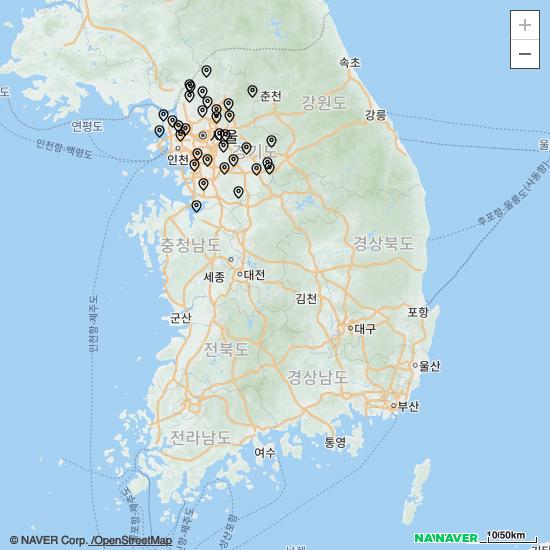 +
−
속초
춘천
강원도
강릉
연평도
서울
인천항-백령도
인천
경기도
울
후포항-울릉도(사동항)
충청남도
경상북도
세종
대전
김천
인천항-제주도
군산
포항
대구
전라북도
울산
경상남도
부산
전라남도
통영
여수
© NAVER Corp. /OpenStreetMap
NAVER
10/50km